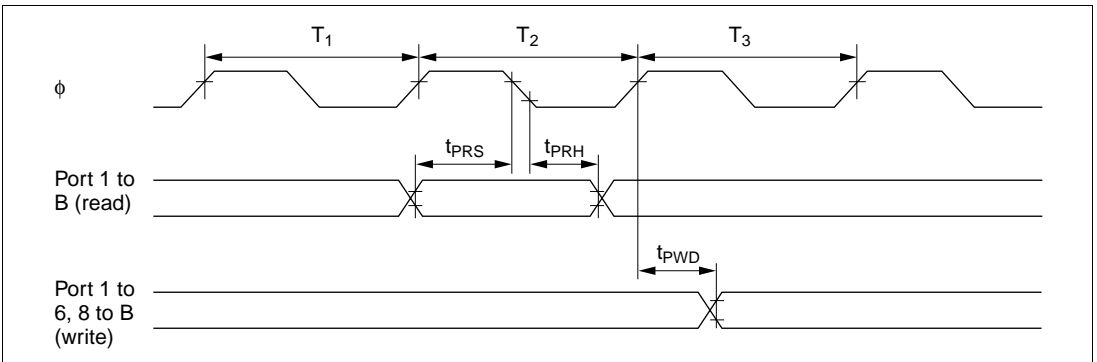 T1
T2
T3
ϕ
tPRS
tPRH
Port 1 to
B (read)
tPWD
Port 1 to
6, 8 to B
(write)